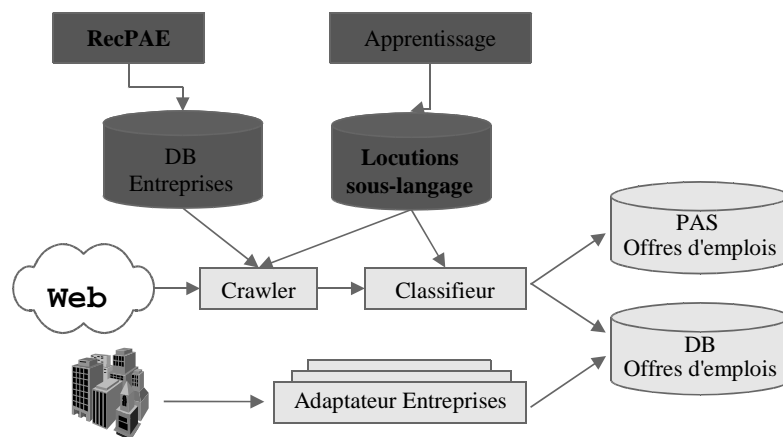 RecPAE
Apprentissage
DB
Entreprises
Locutions
sous-langage
PAS
Offres d'emplois
Web
Crawler
Classifieur
DB
Offres d'emplois
Adaptateur Entreprises